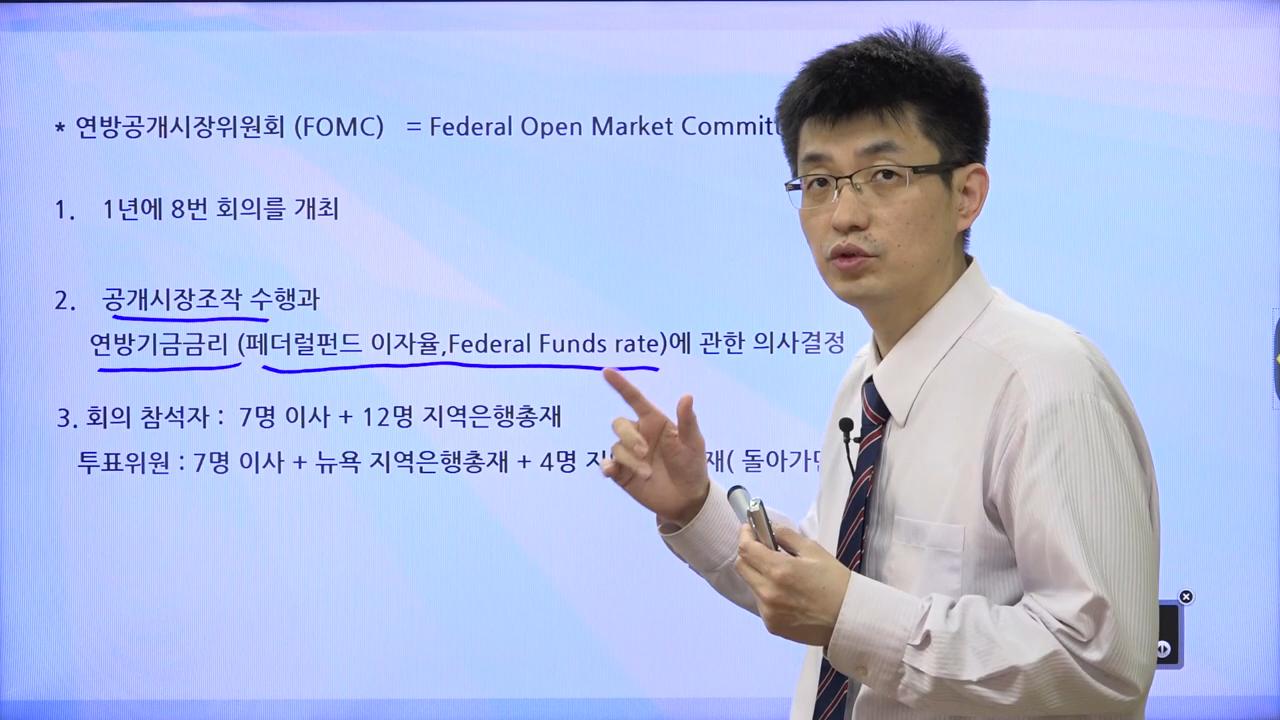 * 연방공개시장위원회 (FOMC) = Federal Open Market
1. 1년에 8번 회의를 개최
2. 공개시장조작 수행과
연방기금금리 (페더럴펀드 이자율,Federal Funds rate)에 관한 의사결정
3. 회의 참석자 : 7명 이사 + 12명 지역은행총재
투표위원 : 7명 이사 + 뉴욕 지역은행총재 + 4명